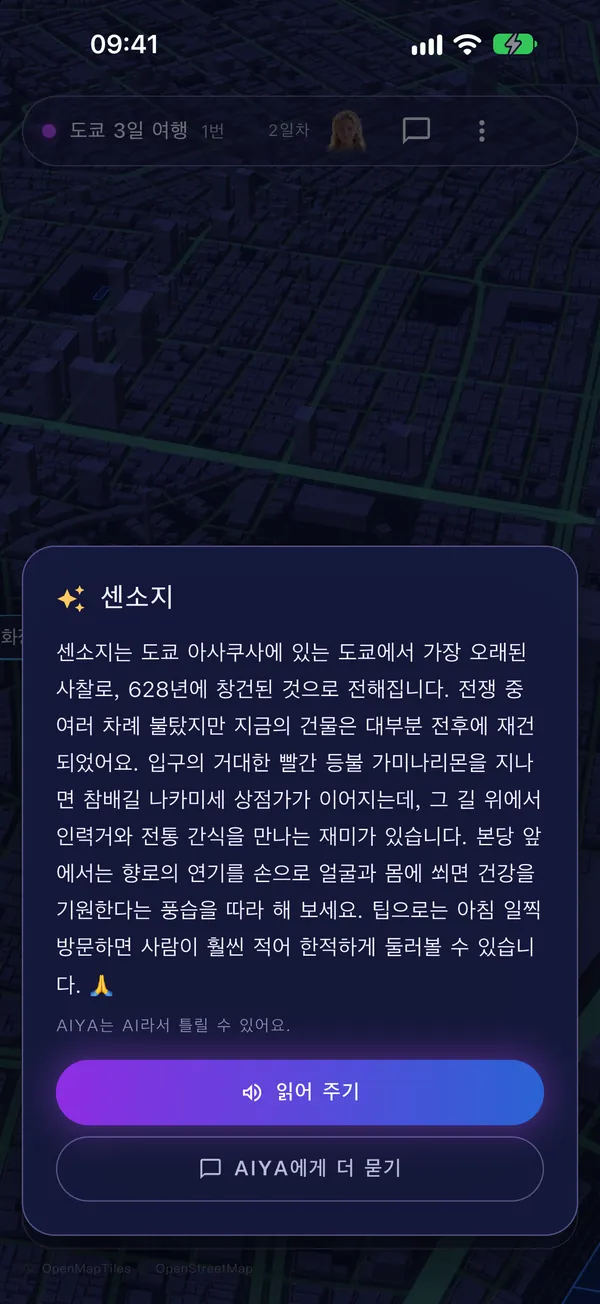 09:41
도쿄 3일 여행 1번 2일차
센소지
센소지는 도쿄 아사쿠사에 있는 도쿄에서 가장 오래된
사찰로, 628년에 창건된 것으로 전해집니다. 전쟁 중
여러 차례 불탔지만 지금의 건물은 대부분 전후에 재건
되었어요. 입구의 거대한 빨간 등불 가미나리몬을 지나
면 참배길 나카미세 상점가가 이어지는데, 그 길 위에서
인력거와 전통 간식을 만나는 재미가 있습니다. 본당 앞
에서는 향로의 연기를 손으로 얼굴과 몸에 쐬면 건강을
기원한다는 풍습을 따라 해 보세요. 팁으로는 아침 일찍
방문하면 사람이 훨씬 적어 한적하게 둘러볼 수 있습니
다. 🙏
AIYA는 AI라서 틀릴 수 있어요.
읽어 주기
AIYA에게 더 묻기
© OpenMapTiles OpenStreetMap